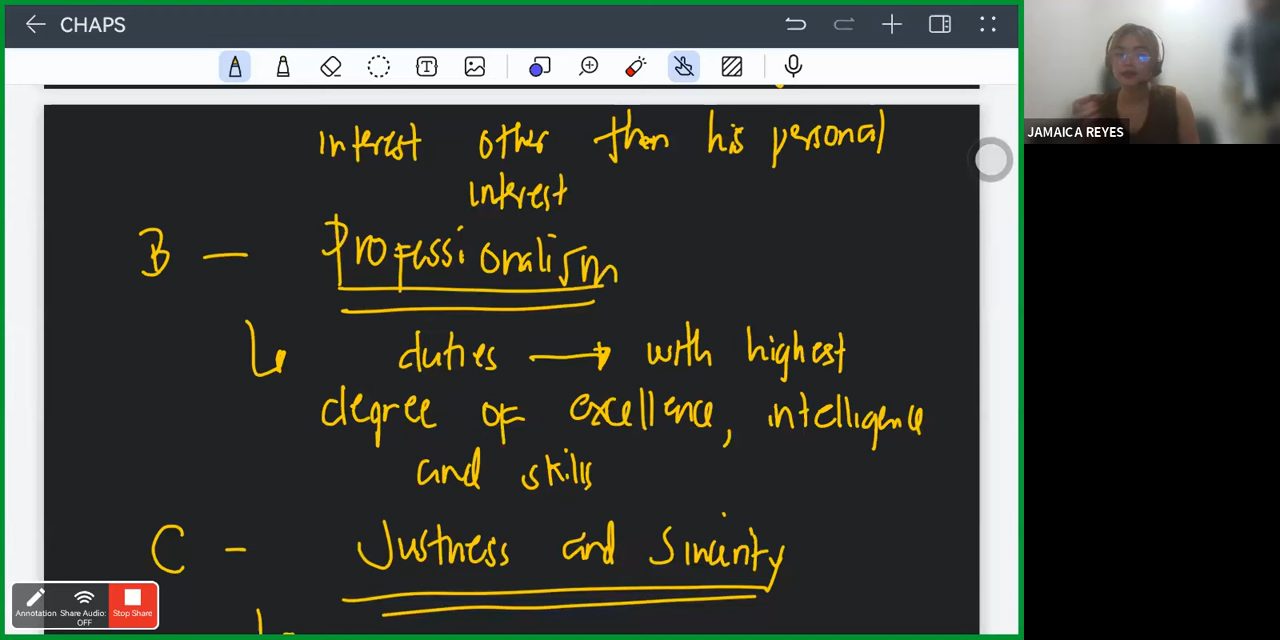 CHAPS
JAMAICA REYES
interest other than his personal
interest
B — Professionalism
duties → with highest
degree of excellence, intelligence
and skills
C - Justness and Sincerity
Annotation
Share Audio: OFF
Stop Share